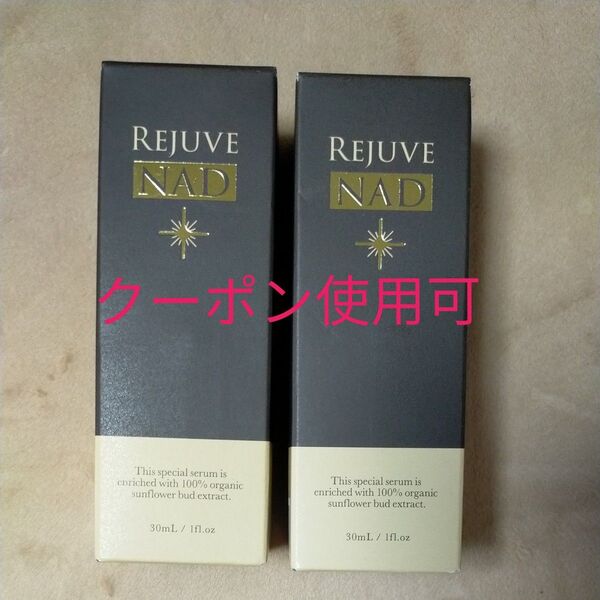 REJUVE
NAD
クーポン使用可
This special serum is
enriched with 100% organic
sunflower bud extract.
30mL / 1fl.oz
REJUVE
NAD
This special serum is
enriched with 100% organic
sunflower bud extract.
30mL / 1fl.oz